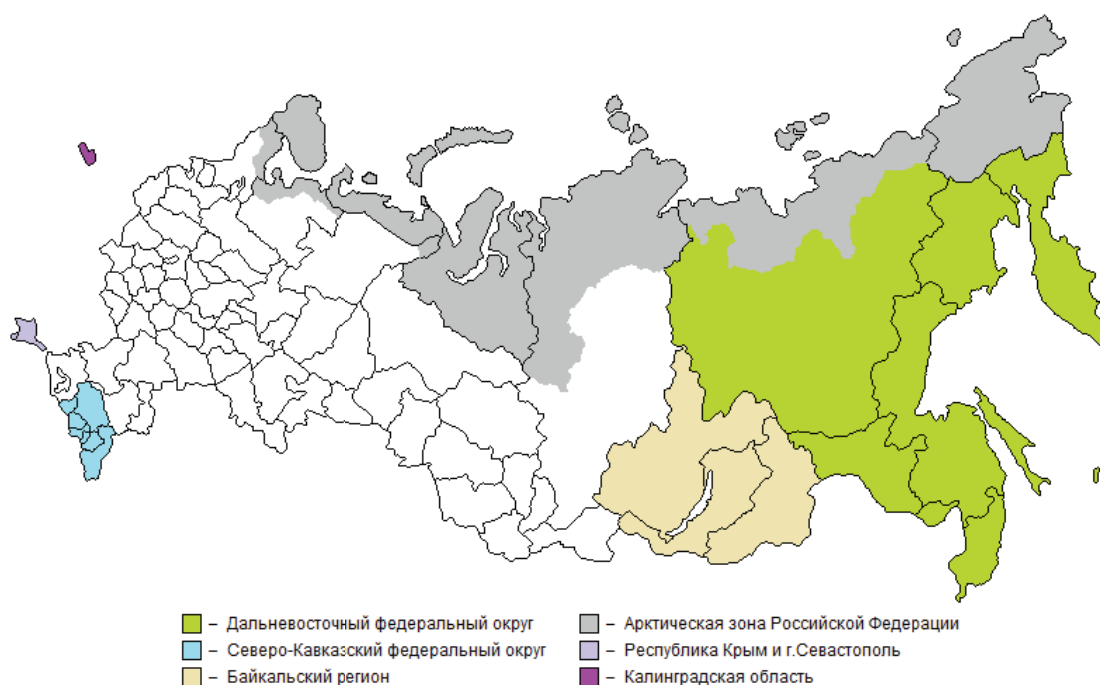 – Дальневосточный федеральный округ
– Северо-Кавказский федеральный округ
– Байкальский регион
– Арктическая зона Российской Федерации
– Республика Крым и г.Севастополь
– Калинградская область